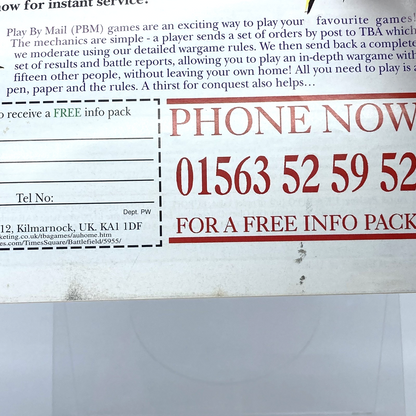 now for instant service!
Play By Mail (PBM) games are an exciting way to play your favourite games
The mechanics are simple - a player sends a set of orders by post to TBA which
we moderate using our detailed wargame rules. We then send back a complete
set of results and battle reports, allowing you to play an in-depth wargame with
fifteen other people, without leaving your own home! All you need to play is a
pen, paper and the rules. A thirst for conquest also helps...
o receive a FREE info pack
Tel No:
Dept. PW
12, Kilmarnock, UK. KA1 1DF
keting.co.uk/tbagames/auhome.htm
es.com/TimesSquare/Battlefield/5955/
PHONE NOW
01563 52 59 52
FOR A FREE INFO PACK